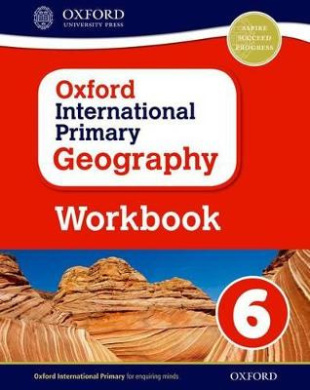 OXFORD
UNIVERSITY PRESS
ASPIRE
SUCCEED
PROGRESS
Oxford
International
Primary
Geography
Workbook
6
Oxford International Primary for enquiring minds
OXFORD